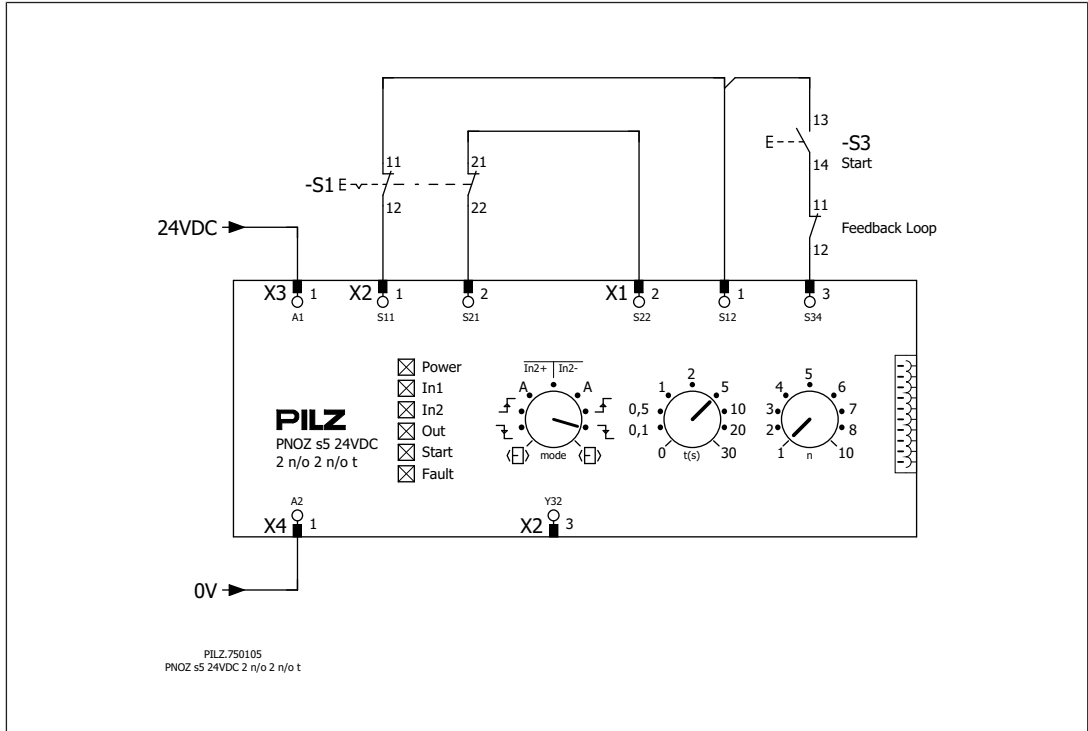 13
E
-S3
14
Start
11
21
-S1 E
12
22
11
Feedback Loop
12
24VDC
X3 1
X2 1
2
X1 2
1
3
A1
S11
S21
S22
S12
S34
Power
In1
In2
Out
Start
Fault
In2+ In2-
A A
mode
0 0,1 0,5 1 2 5 10 20 30
t(s)
1 2 3 4 5 6 7 8 10
n
PILZ
PNOZ s5 24VDC
2 n/o 2 n/o t
A2
X4 1
Y32
X2 3
0V
PILZ.750105
PNOZ s5 24VDC 2 n/o 2 n/o t